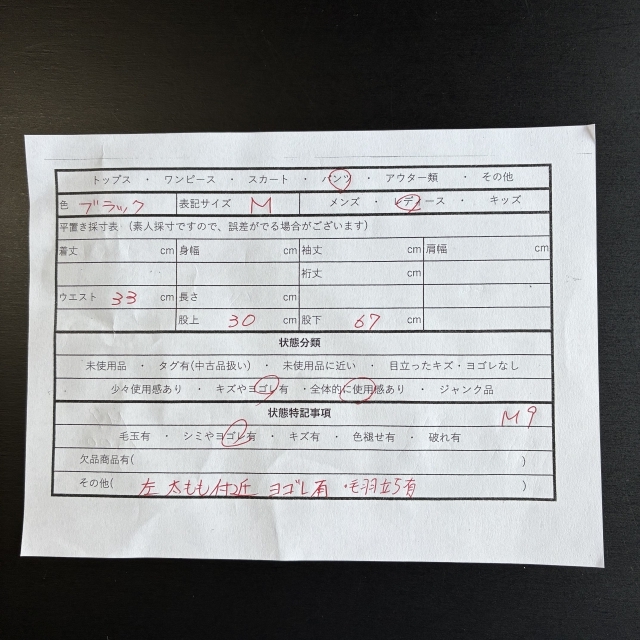 トップス ・ ワンピース ・ スカート ・ パンツ ・ アウター類 ・ その他
色 ブラック 表記サイズ M メンズ ・ レディース ・ キッズ
平置き採寸表 (素人採寸ですので、誤差がでる場合がございます)
着丈 cm 身幅 cm 袖丈 cm 肩幅 cm
cm 裄丈 cm
ウエスト 33 cm 長さ cm
股上 30 cm 股下 67 cm
状態分類
未使用品 ・ タグ有(中古品扱い) ・ 未使用品に近い ・ 目立ったキズ・ヨゴレなし
少々使用感あり ・ キズやヨゴレ有 ・全体的に使用感あり ・ ジャンク品
状態特記事項 M9
毛玉有 ・ シミやヨゴレ有 ・ キズ有 ・ 色褪せ有 ・ 破れ有
欠品商品有( )
その他( 左 太もも付近 ヨゴレ有 ・毛羽立ち有 )